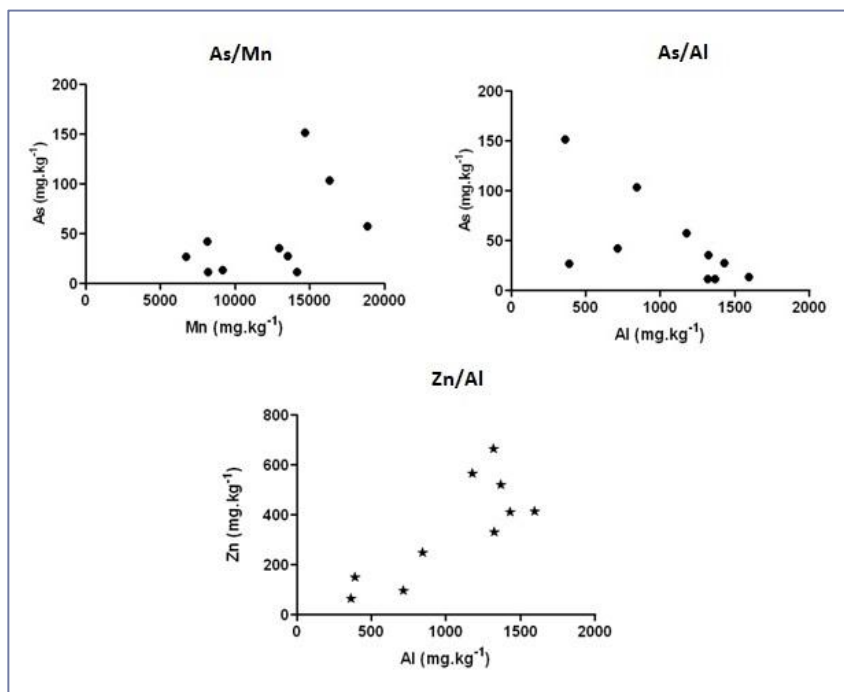 As/Mn
200
150
100
50
0
As (mg.kg⁻¹)
0 5000 10000 15000 20000
Mn (mg.kg⁻¹)
As/Al
200
150
100
50
0
As (mg.kg⁻¹)
0 500 1000 1500 2000
Al (mg.kg⁻¹)
Zn/Al
800
600
400
200
0
Zn (mg.kg⁻¹)
0 500 1000 1500 2000
Al (mg.kg⁻¹)